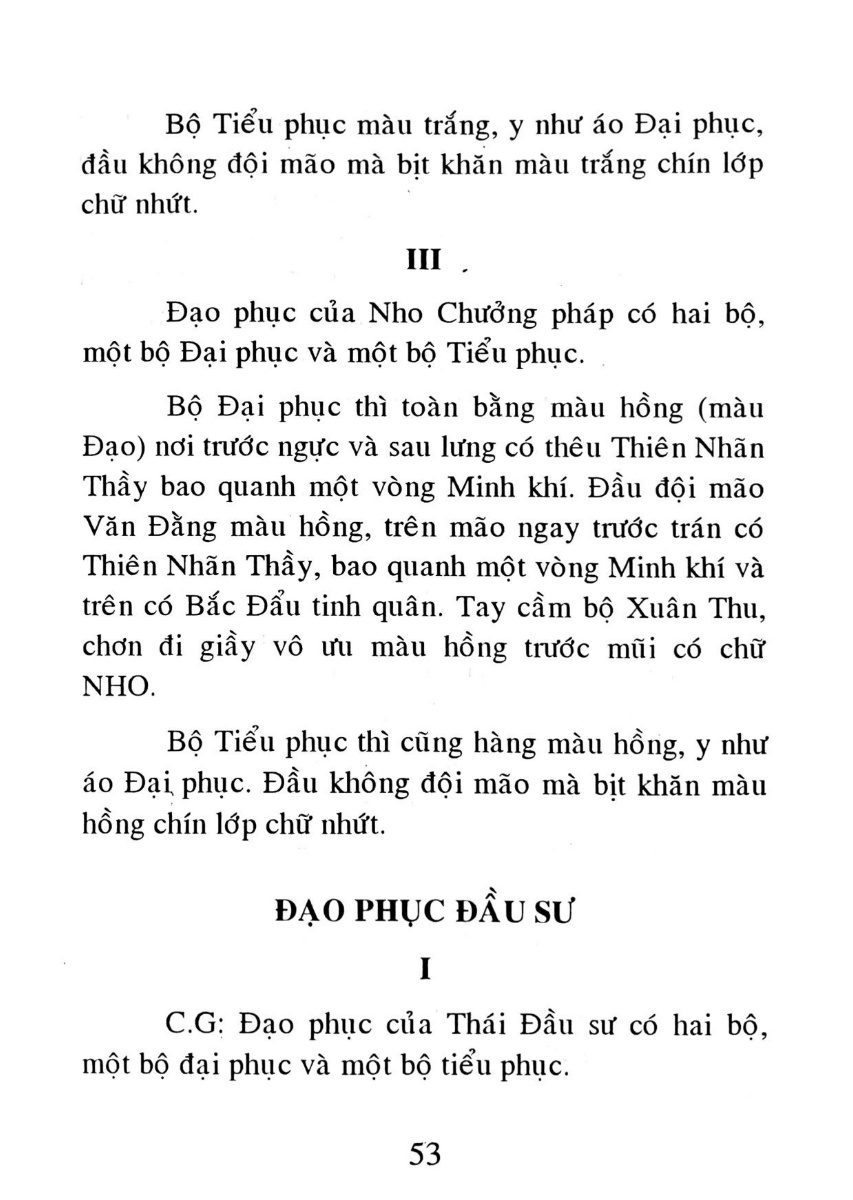 Bộ Tiểu phục màu trắng, y như áo Đại phục,
đầu không đội mão mà bịt khăn màu trắng chín lớp
chữ nhứt.
III
Đạo phục của Nho Chưởng pháp có hai bộ,
một bộ Đại phục và một bộ Tiểu phục.
Bộ Đại phục thì toàn bằng màu hồng (màu
Đạo) nơi trước ngực và sau lưng có thêu Thiên Nhãn
Thầy bao quanh một vòng Minh khí. Đầu đội mão
Văn Đằng màu hồng, trên mão ngay trước trán có
Thiên Nhãn Thầy, bao quanh một vòng Minh khí và
trên có Bắc Đẩu tinh quân. Tay cầm bộ Xuân Thu,
chơn đi giầy vô ưu màu hồng trước mũi có chữ
NHO.
Bộ Tiểu phục thì cũng hàng màu hồng, y như
áo Đại phục. Đầu không đội mão mà bịt khăn màu
hồng chín lớp chữ nhứt.
ĐẠO PHỤC ĐẦU SƯ
I
C.G: Đạo phục của Thái Đầu sư có hai bộ,
một bộ đại phục và một bộ tiểu phục.
53